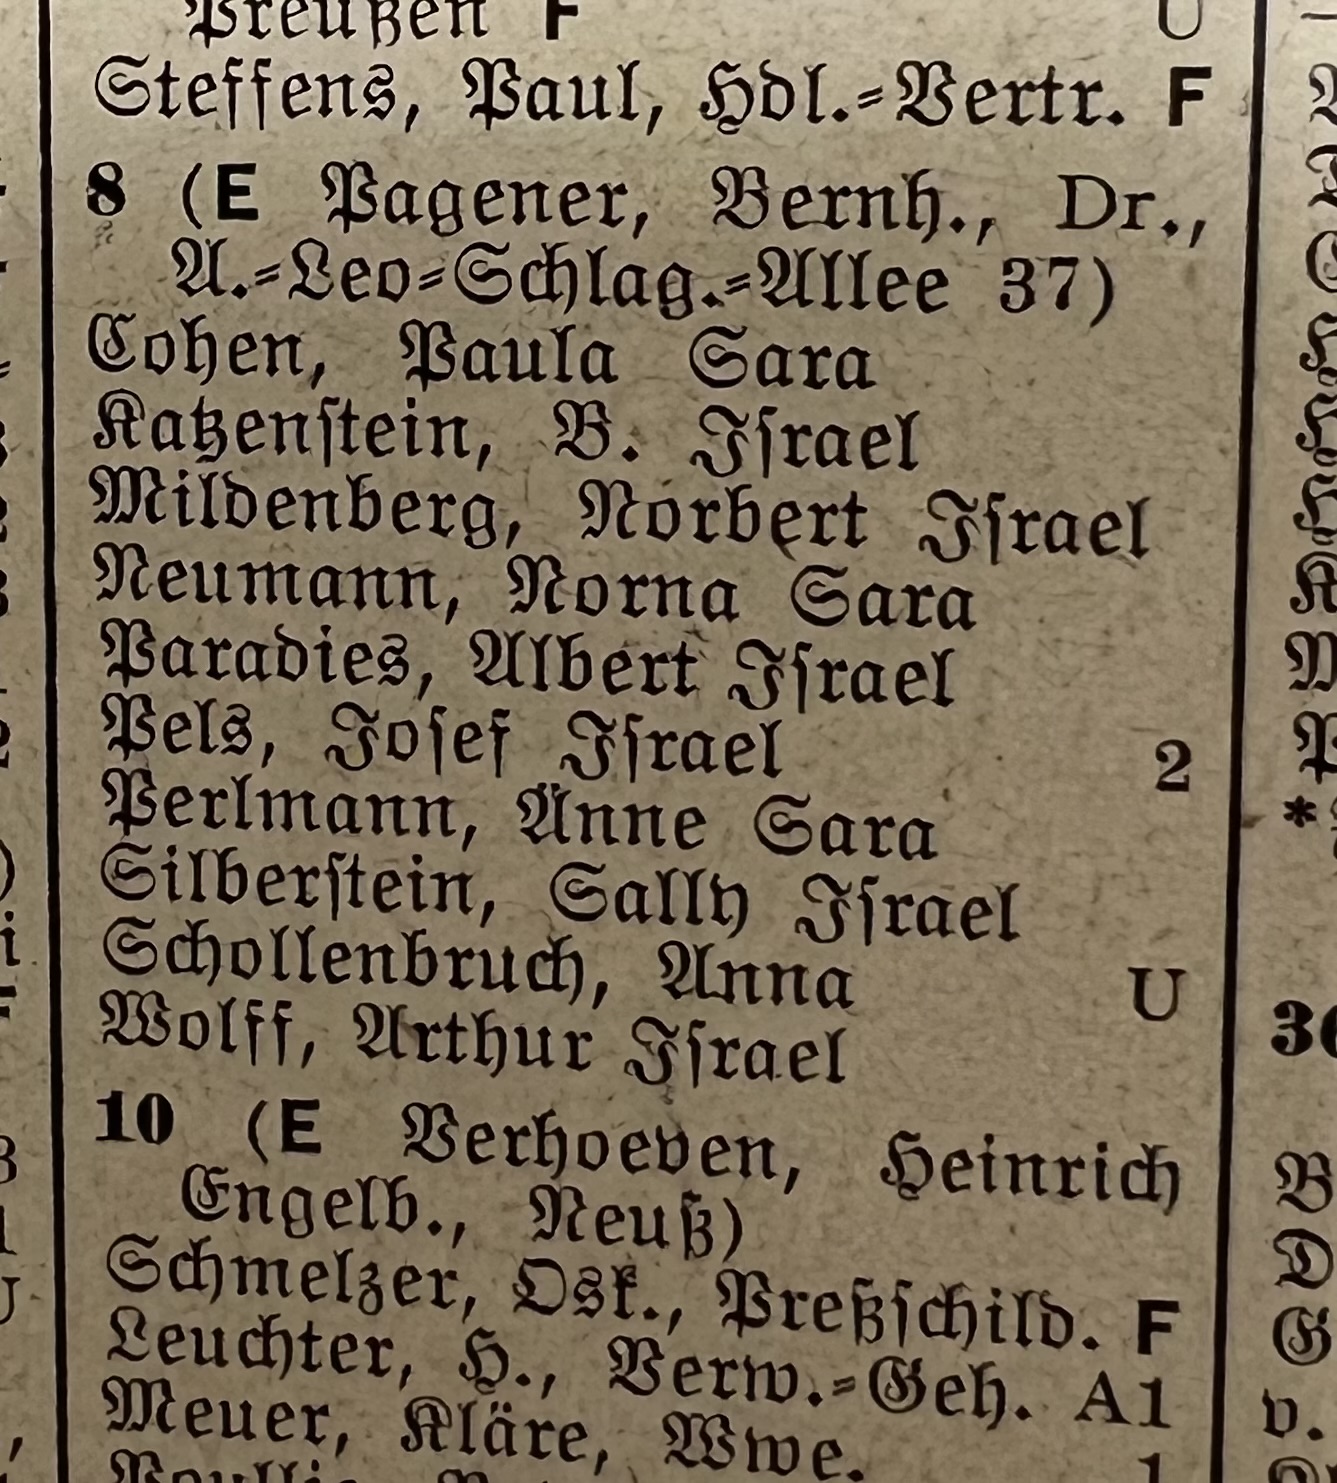 Preußen F U
Steffens, Paul, Hdl.=Vertr. F
8 (E Pagener, Bernh., Dr.,
A.=Leo=Schlag.=Allee 37)
Cohen, Paula Sara
Katzenstein, B. Israel
Mildenberg, Norbert Israel
Neumann, Norna Sara
Paradies, Albert Israel
Pels, Josef Israel 2
Perlmann, Änne Sara
Silberstein, Sally Israel
Schollenbruch, Anna U
Wolff, Arthur Israel
10 (E Verhoeven, Heinrich
Engelb., Neuß)
Schmelzer, Osk., Preßschild. F
Leuchter, H., Verw.=Geh. A1
Meuer, Kläre, Wwe. 1